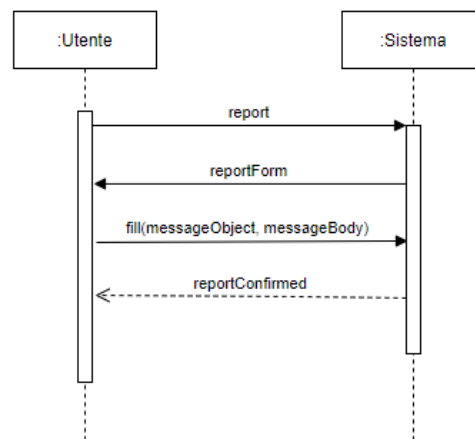 :Utente
:Sistema
report
reportForm
fill(messageObject, messageBody)
reportConfirmed